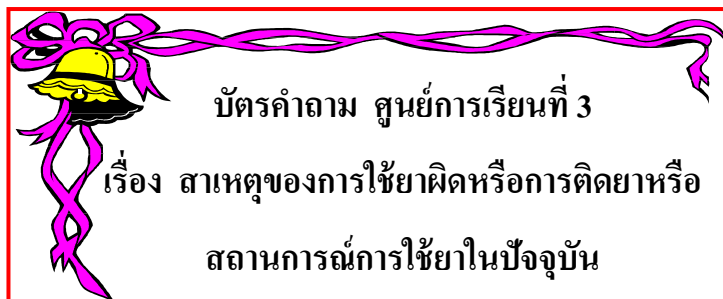 บัตรคำถาม ศูนย์การเรียนที่ 3
เรื่อง สาเหตุของการใช้ยาผิดหรือการติดยาหรือ
สถานการณ์การใช้ยาในปัจจุบัน